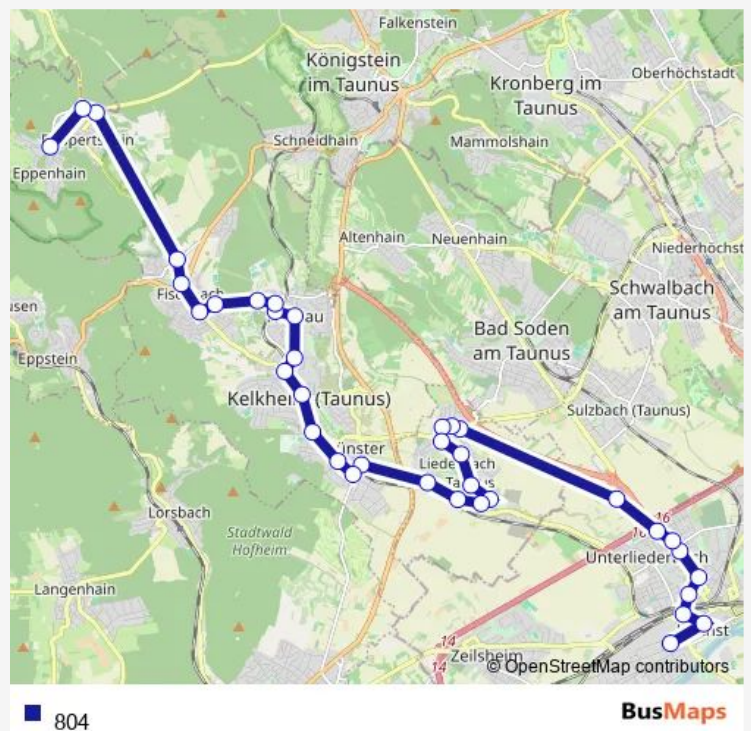 Falkenstein
Königstein
im Taunus
Kronberg im
Taunus
Oberhöchstadt
Schneidhain
Mammolshain
Eppenhain
Altenhain
Neuenhain
Niederhöchst
Schwalbach
am Taunus
Bad Soden
am Taunus
Eppstein
Kelkheim (Taunus)
Sulzbach (Taunus)
Lorsbach
Stadtwald
Hofheim
16
Langenhain
14
14
Zeilsheim
© OpenStreetMap contributors
804
BusMaps